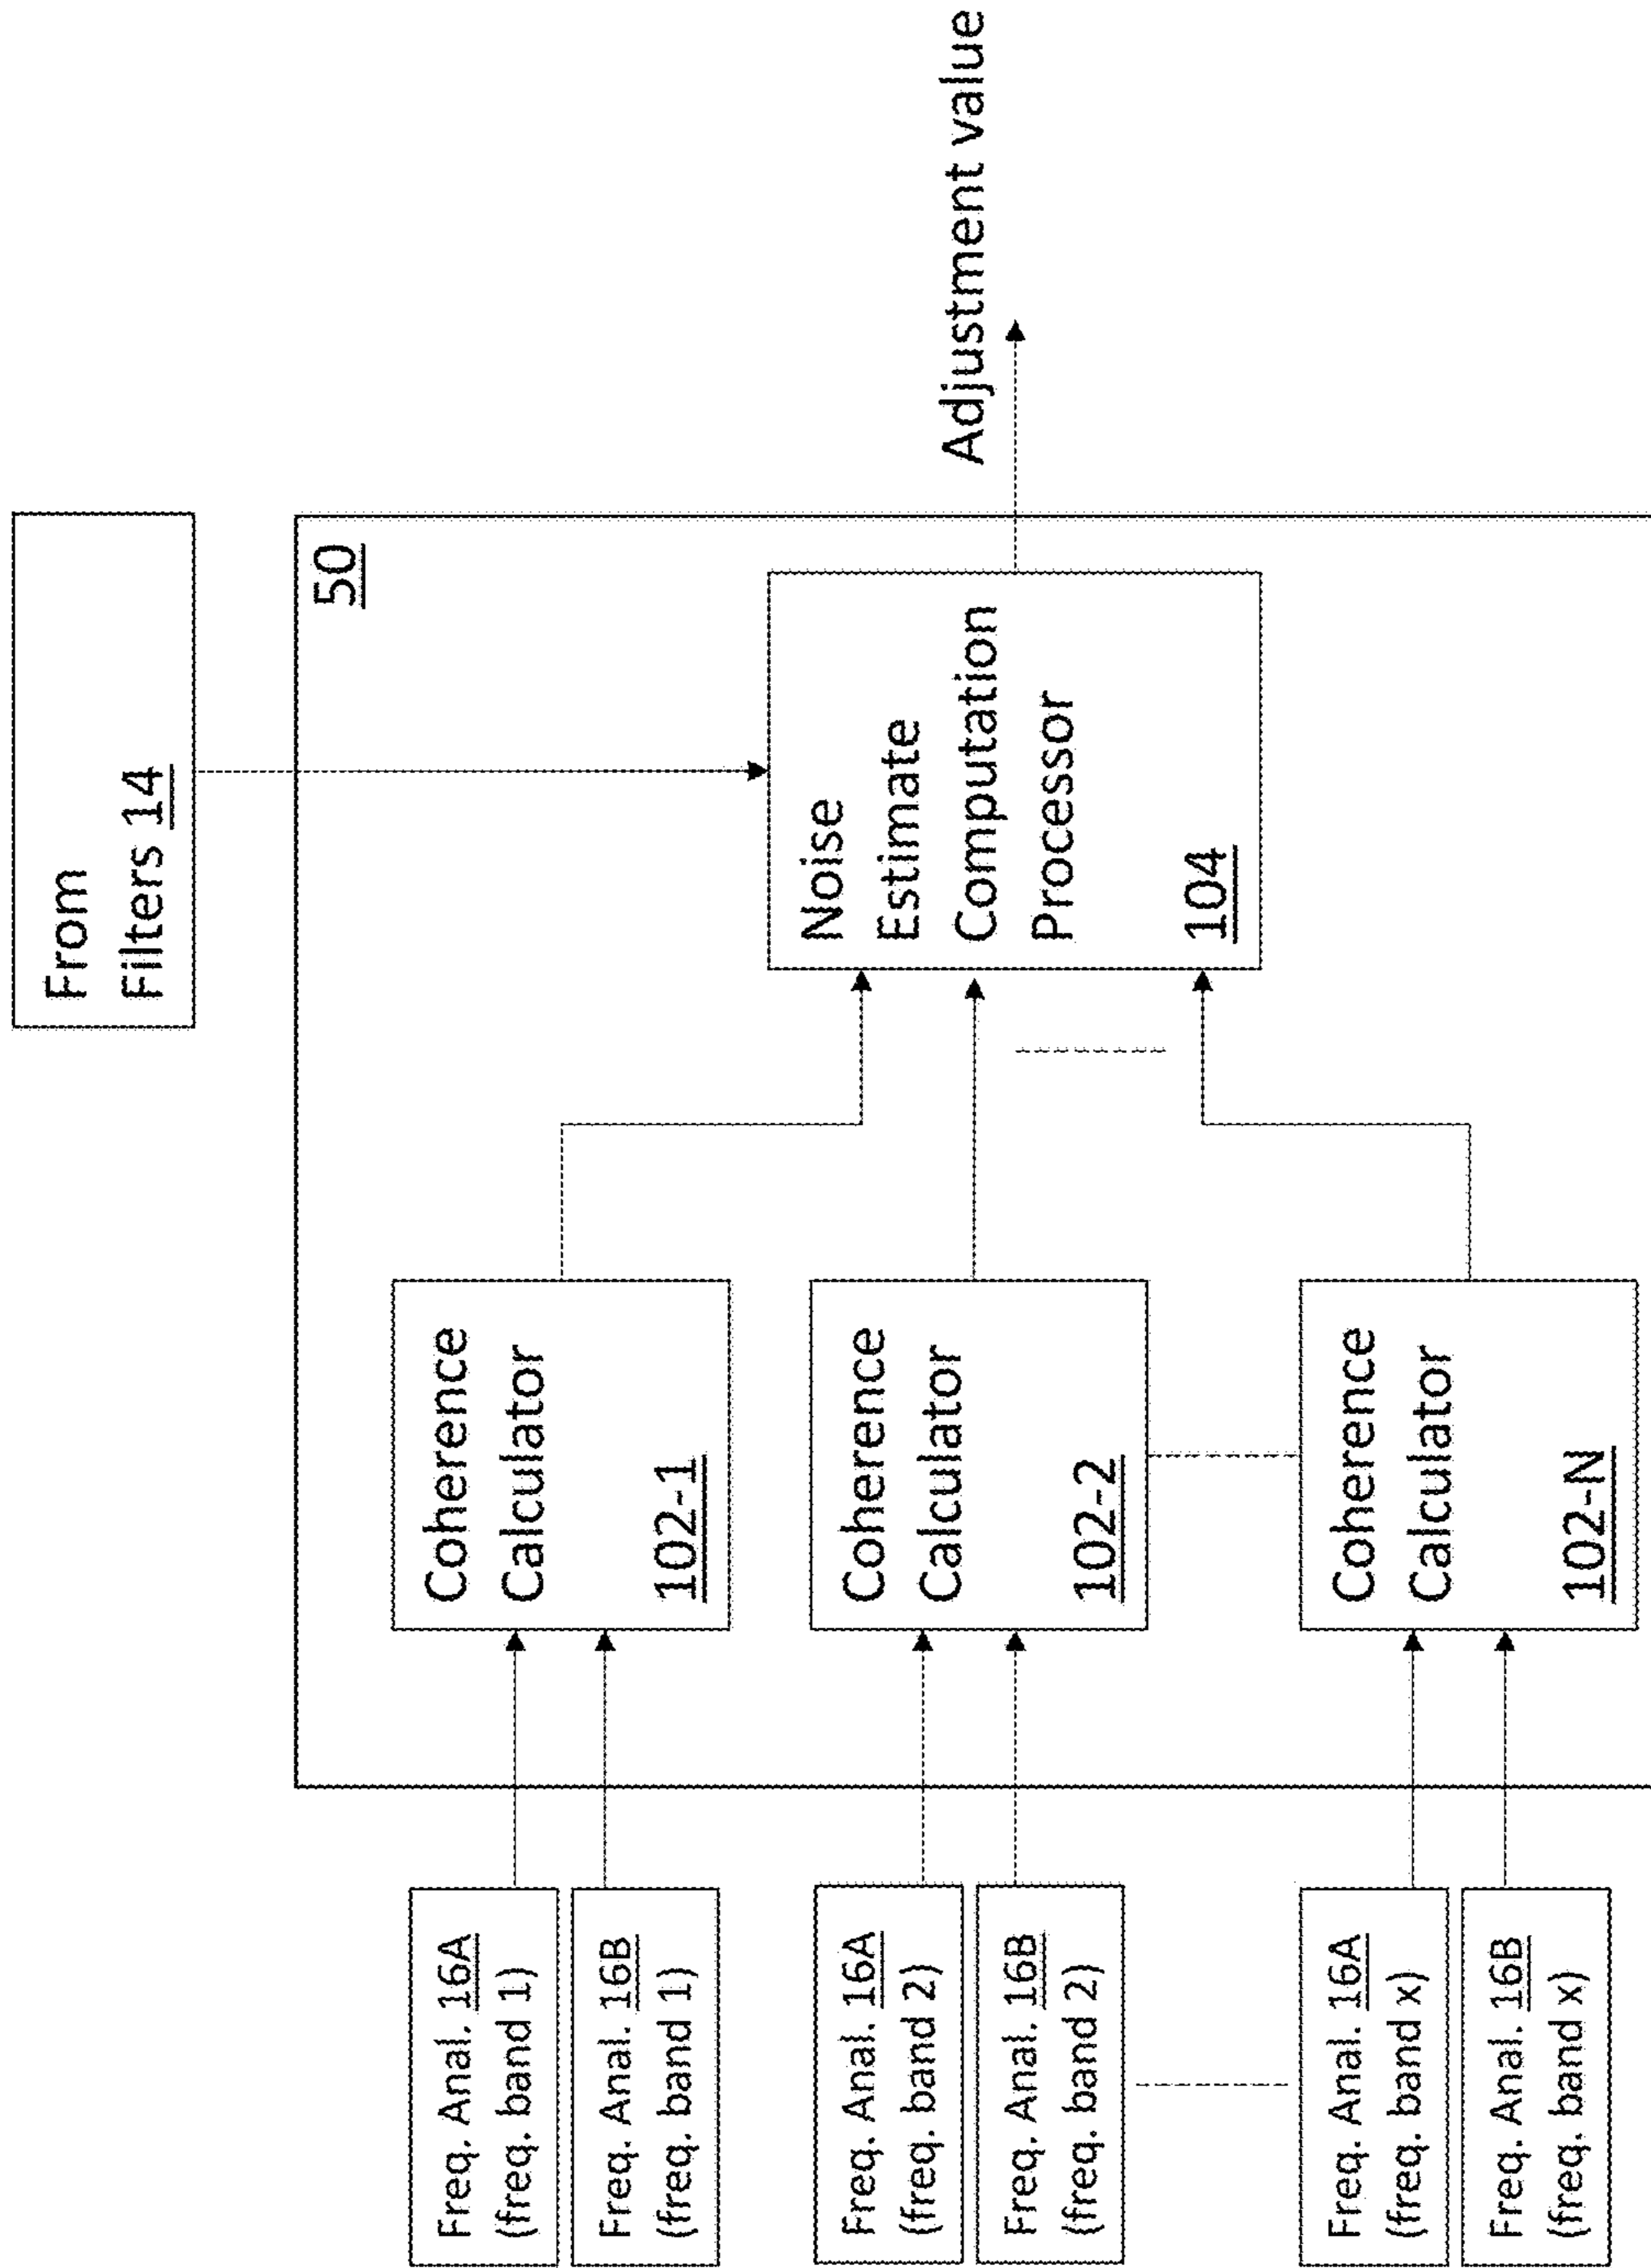 From
Filters 14
50
Freq. Anal. 16A
(freq. band 1)
Freq. Anal. 16B
(freq. band 1)
Coherence
Calculator
102-1
Freq. Anal. 16A
(freq. band 2)
Freq. Anal. 16B
(freq. band 2)
Coherence
Calculator
102-2
Freq. Anal. 16A
(freq. band x)
Freq. Anal. 16B
(freq. band x)
Coherence
Calculator
102-N
Noise
Estimate
Computation
Processor
104
Adjustment value